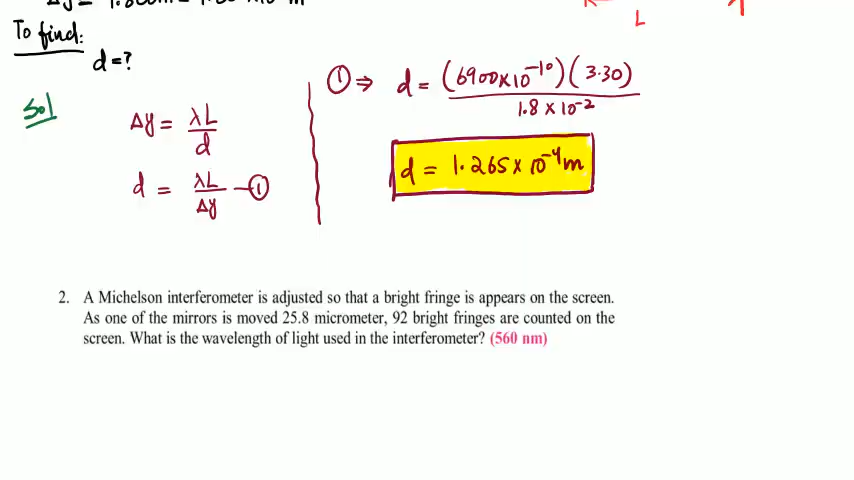 To find:
d=?
Sol
Δy = λL/d
d = λL/Δy —①
① ⇒ d = (6900×10⁻¹⁰)(3.30)/1.8 × 10⁻²
d = 1.265 × 10⁻⁴m
L
2. A Michelson interferometer is adjusted so that a bright fringe is appears on the screen.
As one of the mirrors is moved 25.8 micrometer, 92 bright fringes are counted on the
screen. What is the wavelength of light used in the interferometer? (560 nm)